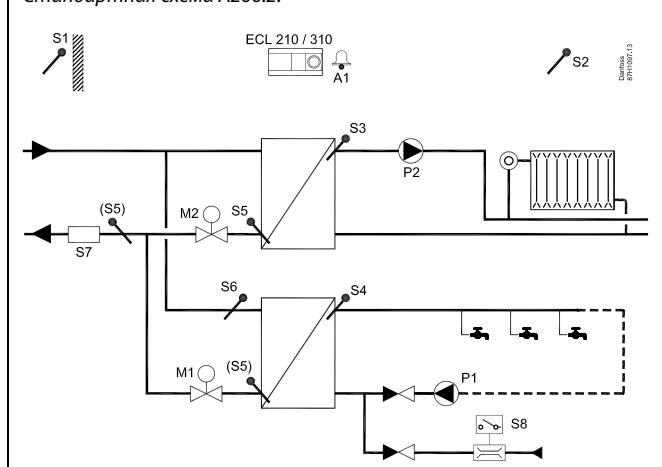 Стандартная схема A266.2:
S1
ECL 210 / 310
A1
S2
Danfoss
87H1097.13
S3
P2
(S5)
M2
S5
S7
S6
S4
M1
(S5)
P1
S8